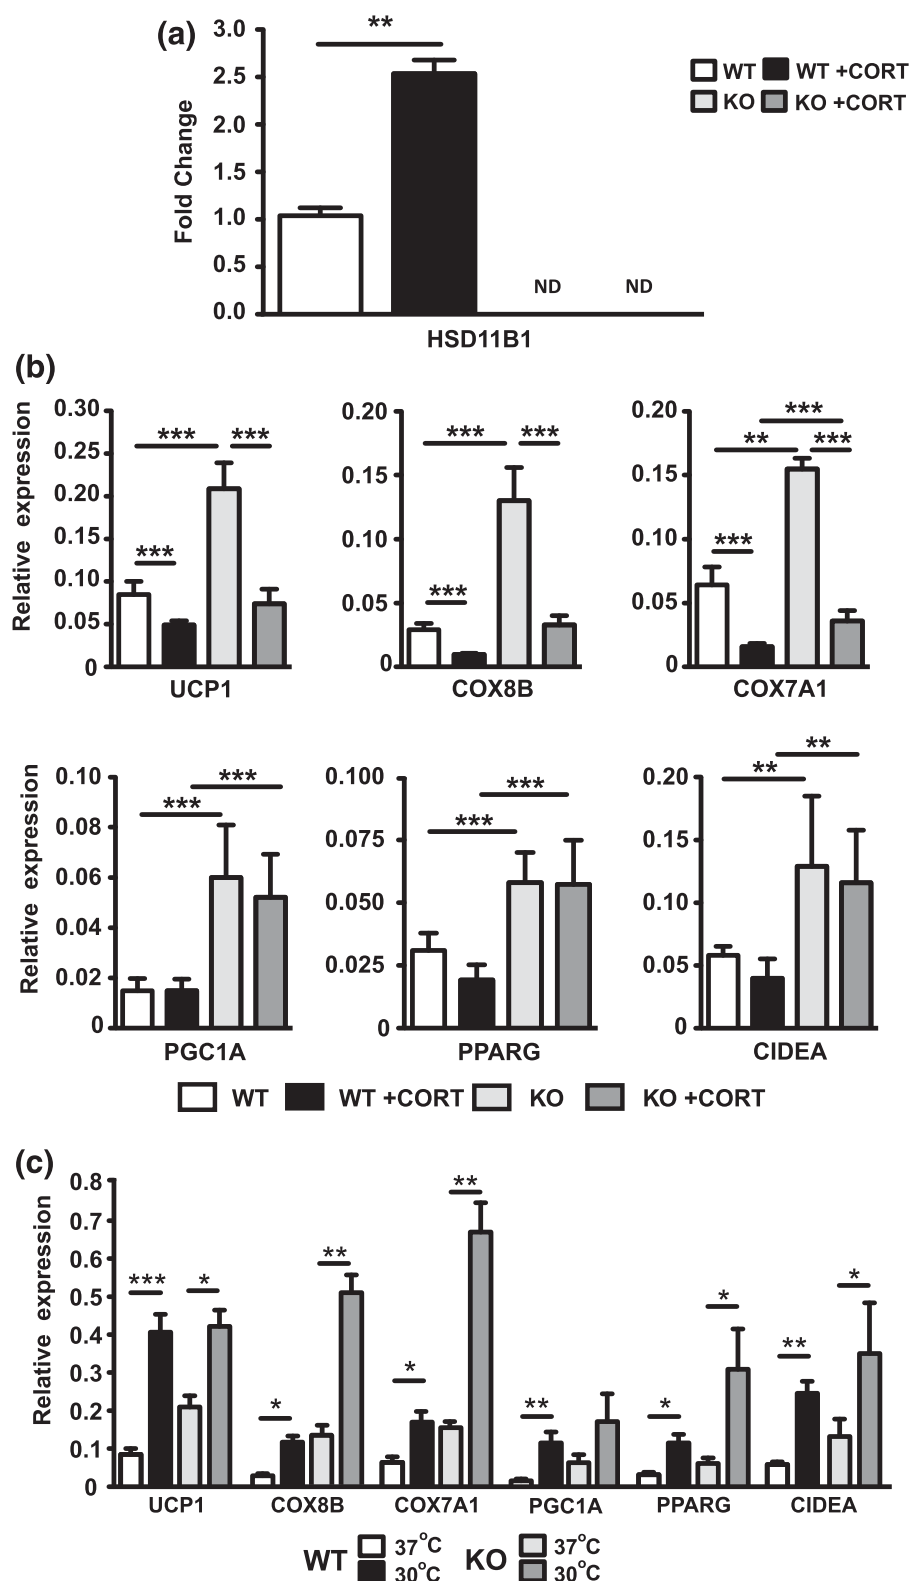 (a)
Fold Change
3.0
2.5
2.0
1.5
1.0
0.5
0.0
**
ND ND
HSD11B1
WT WT +CORT
KO KO +CORT
(b)
Relative expression
0.30
0.25
0.20
0.15
0.10
0.05
0
*** ***
***
UCP1
0.20
0.15
0.10
0.05
0
*** ***
***
COX8B
0.20
0.15
0.10
0.05
0
***
** ***
***
COX7A1
Relative expression
0.10
0.08
0.06
0.04
0.02
0
***
***
PGC1A
0.100
0.075
0.050
0.025
0
***
***
PPARG
0.20
0.15
0.10
0.05
0
**
**
CIDEA
WT WT +CORT KO KO +CORT
(c)
Relative expression
0.8
0.7
0.6
0.5
0.4
0.3
0.2
0.1
0
*** * * ** * ** ** * * ** *
UCP1 COX8B COX7A1 PGC1A PPARG CIDEA
WT 37°C KO 37°C
30°C 30°C